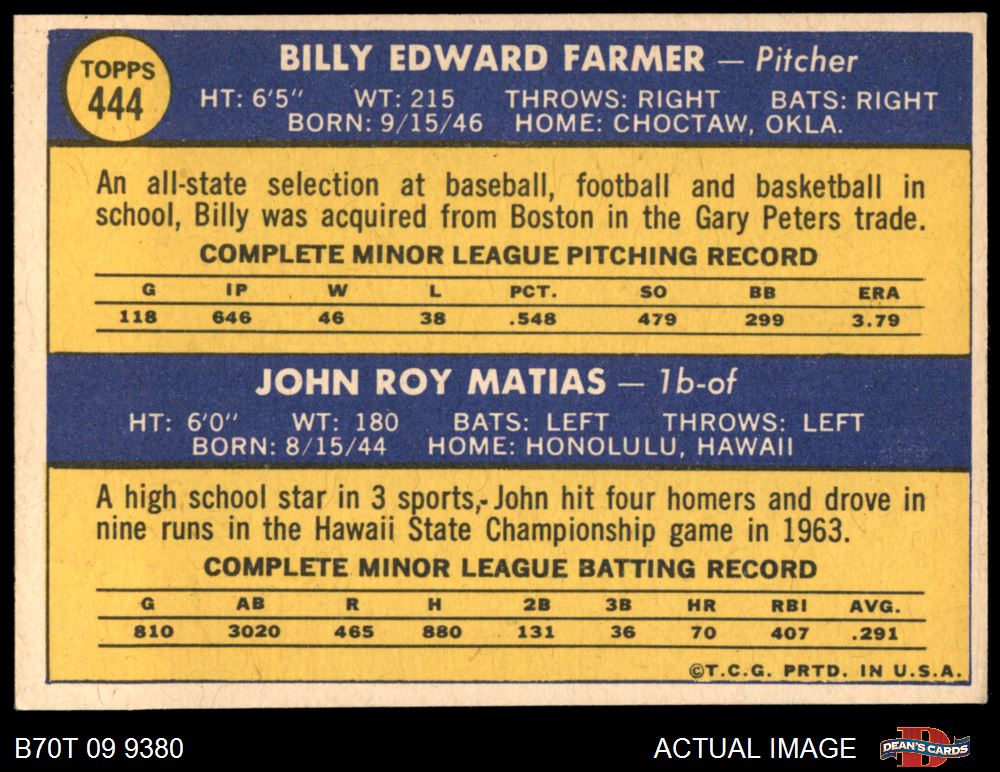 TOPPS
444
BILLY EDWARD FARMER — Pitcher
HT: 6'5" WT: 215 THROWS: RIGHT BATS: RIGHT
BORN: 9/15/46 HOME: CHOCTAW, OKLA.
An all-state selection at baseball, football and basketball in
school, Billy was acquired from Boston in the Gary Peters trade.
COMPLETE MINOR LEAGUE PITCHING RECORD
G IP W L PCT. SO BB ERA
118 646 46 38 .548 479 299 3.79
JOHN ROY MATIAS — 1b-of
HT: 6'0" WT: 180 BATS: LEFT THROWS: LEFT
BORN: 8/15/44 HOME: HONOLULU, HAWAII
A high school star in 3 sports,- John hit four homers and drove in
nine runs in the Hawaii State Championship game in 1963.
COMPLETE MINOR LEAGUE BATTING RECORD
G AB R H 2B 3B HR RBI AVG.
810 3020 465 880 131 36 70 407 .291
©T.C.G. PRTD. IN U.S.A.
B70T 09 9380 ACTUAL IMAGE DEAN'S CARDS